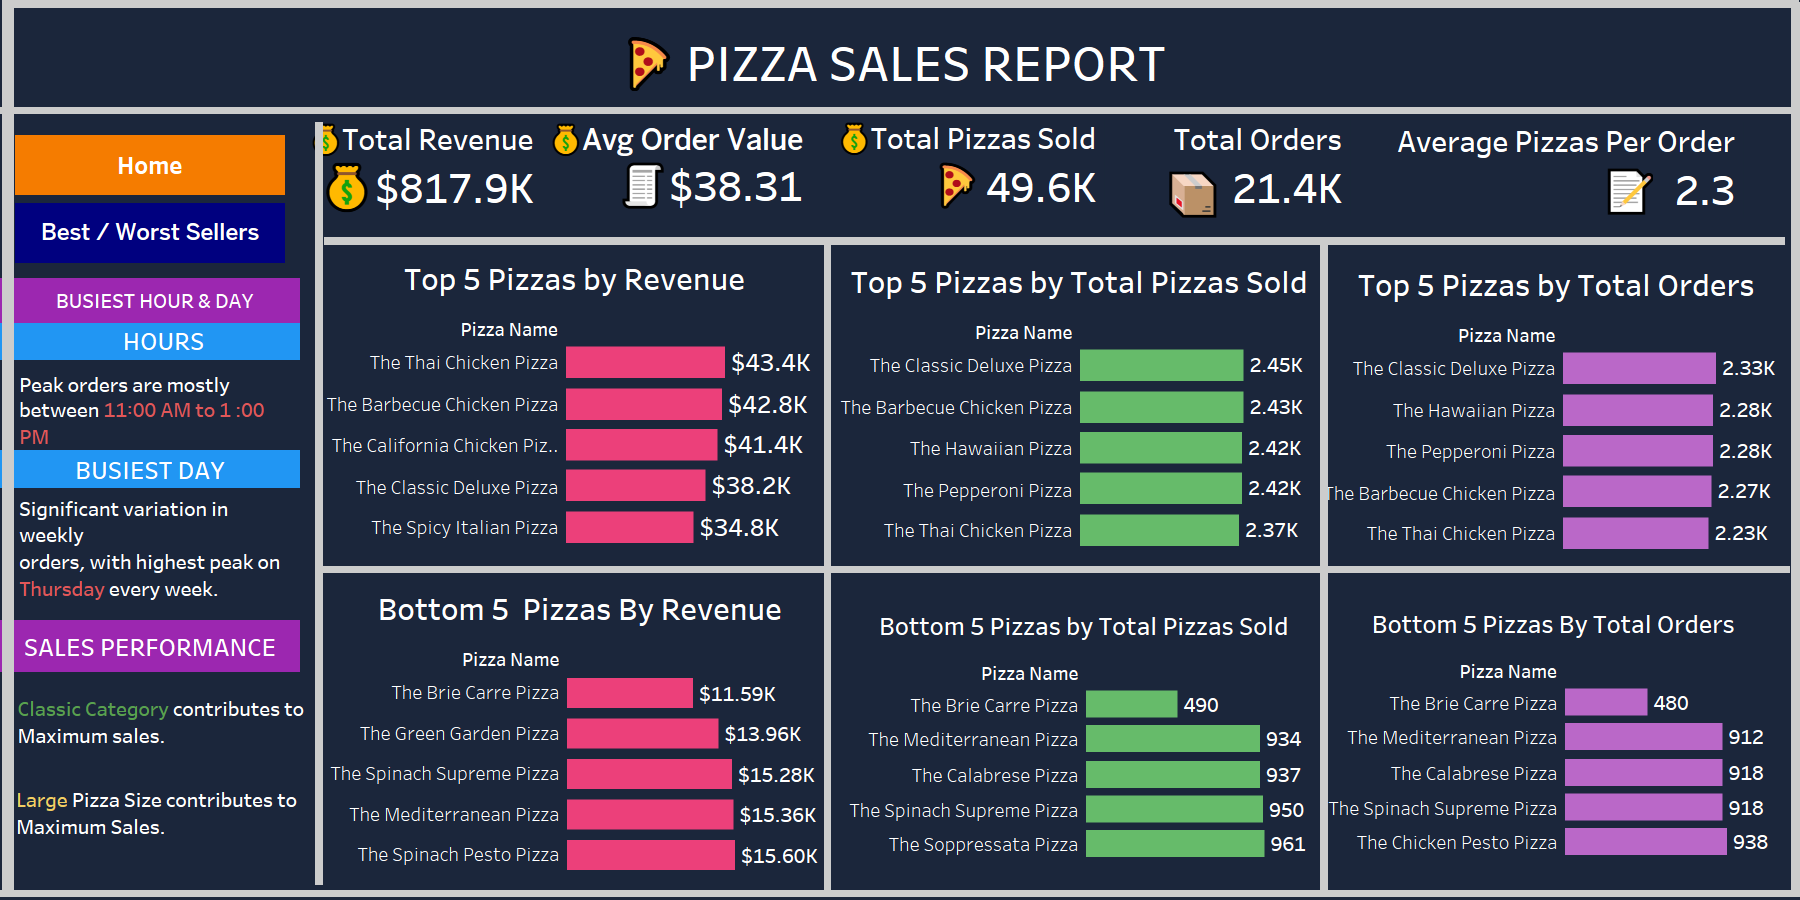 PIZZA SALES REPORT
Home
Best / Worst Sellers
BUSIEST HOUR & DAY
HOURS
Peak orders are mostly
between 11:00 AM to 1 :00
PM
BUSIEST DAY
Significant variation in
weekly
orders, with highest peak on
Thursday every week.
SALES PERFORMANCE
Classic Category contributes to
Maximum sales.
Large Pizza Size contributes to
Maximum Sales.
Total Revenue
$817.9K
Avg Order Value
$38.31
Total Pizzas Sold
49.6K
Total Orders
21.4K
Average Pizzas Per Order
2.3
Top 5 Pizzas by Revenue
Pizza Name
The Thai Chicken Pizza $43.4K
The Barbecue Chicken Pizza $42.8K
The California Chicken Piz.. $41.4K
The Classic Deluxe Pizza $38.2K
The Spicy Italian Pizza $34.8K
Top 5 Pizzas by Total Pizzas Sold
Pizza Name
The Classic Deluxe Pizza 2.45K
The Barbecue Chicken Pizza 2.43K
The Hawaiian Pizza 2.42K
The Pepperoni Pizza 2.42K
The Thai Chicken Pizza 2.37K
Top 5 Pizzas by Total Orders
Pizza Name
The Classic Deluxe Pizza 2.33K
The Hawaiian Pizza 2.28K
The Pepperoni Pizza 2.28K
The Barbecue Chicken Pizza 2.27K
The Thai Chicken Pizza 2.23K
Bottom 5 Pizzas By Revenue
Pizza Name
The Brie Carre Pizza $11.59K
The Green Garden Pizza $13.96K
The Spinach Supreme Pizza $15.28K
The Mediterranean Pizza $15.36K
The Spinach Pesto Pizza $15.60K
Bottom 5 Pizzas by Total Pizzas Sold
Pizza Name
The Brie Carre Pizza 490
The Mediterranean Pizza 934
The Calabrese Pizza 937
The Spinach Supreme Pizza 950
The Soppressata Pizza 961
Bottom 5 Pizzas By Total Orders
Pizza Name
The Brie Carre Pizza 480
The Mediterranean Pizza 912
The Calabrese Pizza 918
The Spinach Supreme Pizza 918
The Chicken Pesto Pizza 938